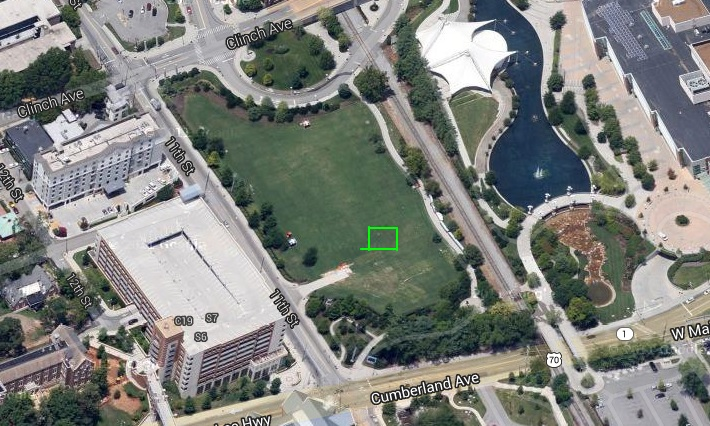 Clinch Ave
Clinch Ave
11th St
12th St
12th St
11th St
C19 S7
S6
1
W Ma
70
Cumberland Ave
Hwy